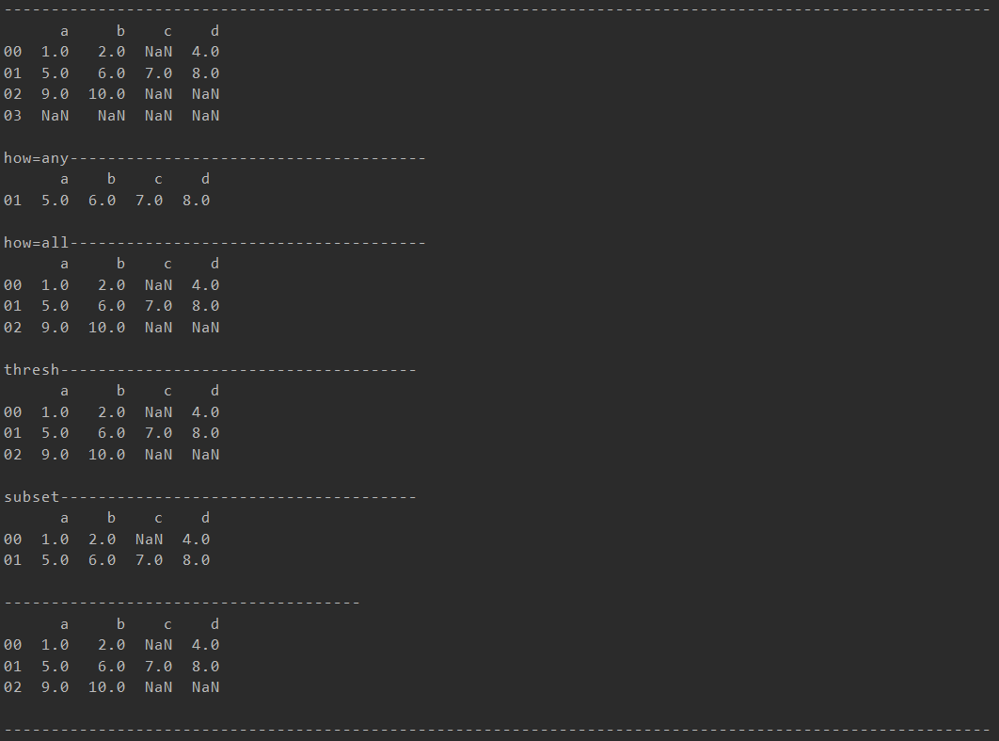 ---------------------------------------------------------------------------------------------------------
      a     b    c    d
00  1.0   2.0  NaN  4.0
01  5.0   6.0  7.0  8.0
02  9.0  10.0  NaN  NaN
03  NaN   NaN  NaN  NaN
how=any--------------------------------------
      a    b    c    d
01  5.0  6.0  7.0  8.0
how=all--------------------------------------
      a     b    c    d
00  1.0   2.0  NaN  4.0
01  5.0   6.0  7.0  8.0
02  9.0  10.0  NaN  NaN
thresh--------------------------------------
      a     b    c    d
00  1.0   2.0  NaN  4.0
01  5.0   6.0  7.0  8.0
02  9.0  10.0  NaN  NaN
subset--------------------------------------
      a    b    c    d
00  1.0  2.0  NaN  4.0
01  5.0  6.0  7.0  8.0
--------------------------------------
      a     b    c    d
00  1.0   2.0  NaN  4.0
01  5.0   6.0  7.0  8.0
02  9.0  10.0  NaN  NaN
---------------------------------------------------------------------------------------------------------